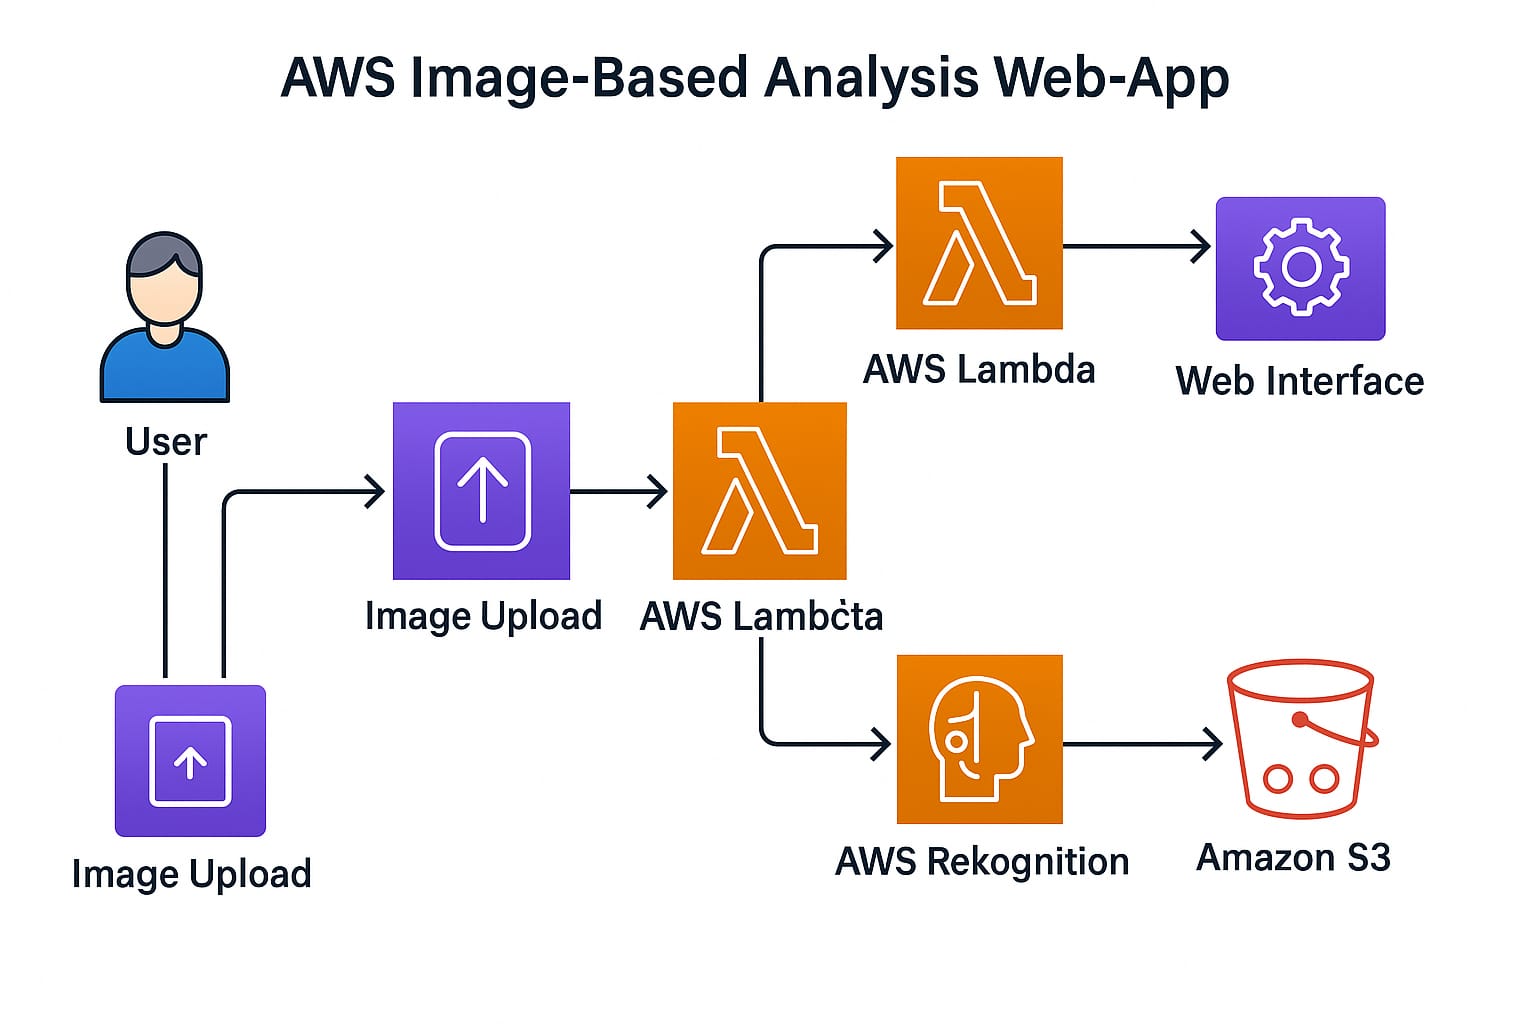 AWS Image-Based Analysis Web-App
User
Image Upload
Image Upload
AWS Lambċta
AWS Lambda
Web Interface
AWS Rekognition
Amazon S3